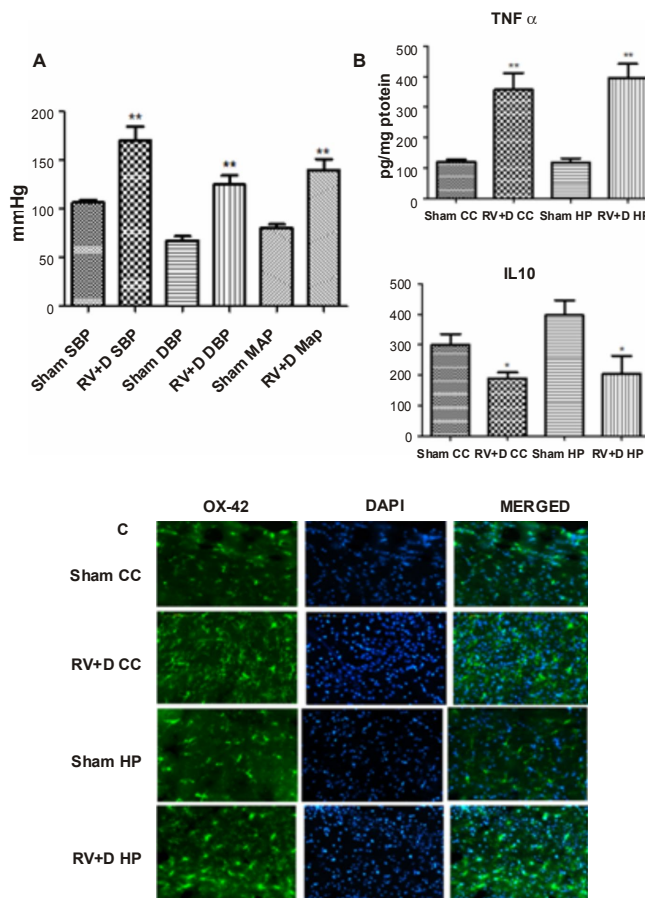 A
mmHg
200
150
100
50
0
**
**
**
Sham SBP
RV+D SBP
Sham DBP
RV+D DBP
Sham MAP
RV+D Map
B
TNF α
pg/mg ptotein
500
400
300
200
100
0
**
**
Sham CC
RV+D CC
Sham HP
RV+D HP
IL10
500
400
300
200
400
0
*
*
Sham CC
RV+D CC
Sham HP
RV+D HP
C
OX-42 DAPI MERGED
Sham CC
RV+D CC
Sham HP
RV+D HP